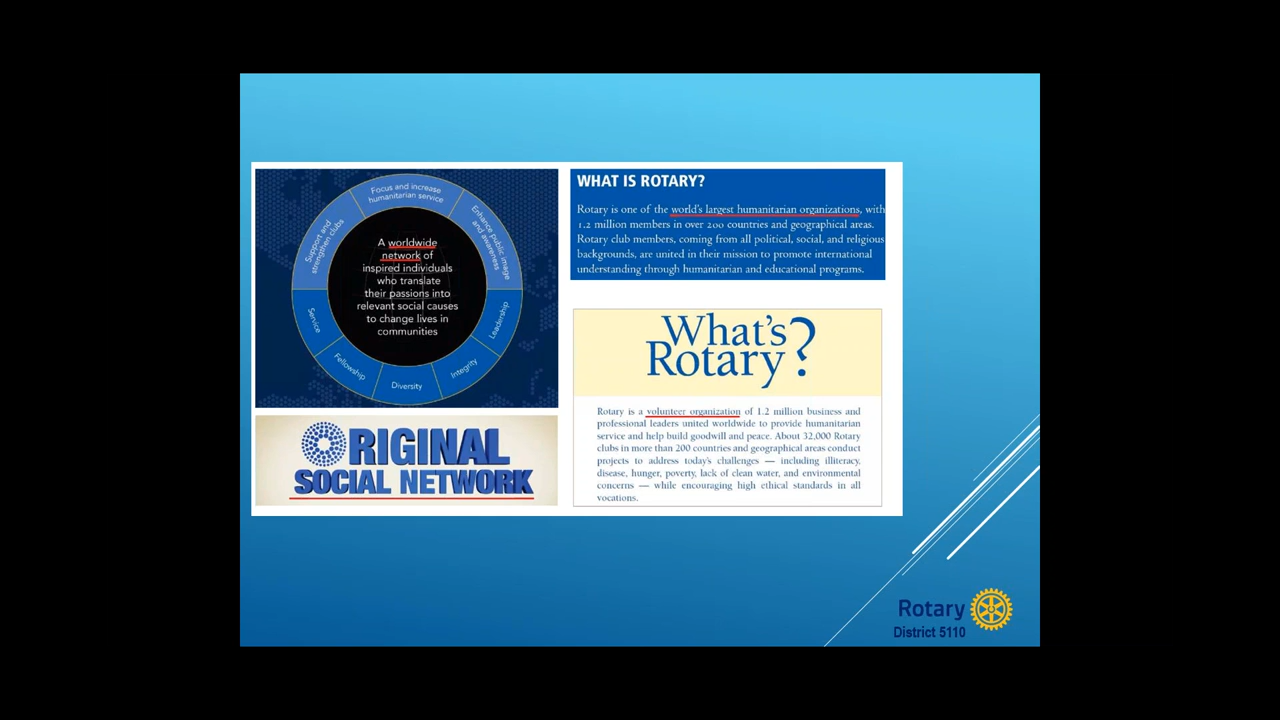 Focus and increase
humanitarian service
Enhance public image
and awareness
Support and
strengthen clubs
A worldwide
network of
inspired individuals
who translate
their passions into
relevant social causes
to change lives in
communities
Service
Fellowship
Diversity
Integrity
Leadership
RIGINAL
SOCIAL NETWORK
WHAT IS ROTARY?
Rotary is one of the world's largest humanitarian organizations, with
1.2 million members in over 200 countries and geographical areas.
Rotary club members, coming from all political, social, and religious
backgrounds, are united in their mission to promote international
understanding through humanitarian and educational programs.
What's
Rotary?
Rotary is a volunteer organization of 1.2 million business and
professional leaders united worldwide to provide humanitarian
service and help build goodwill and peace. About 32,000 Rotary
clubs in more than 200 countries and geographical areas conduct
projects to address today's challenges — including illiteracy,
disease, hunger, poverty, lack of clean water, and environmental
concerns — while encouraging high ethical standards in all
vocations.
Rotary
District 5110